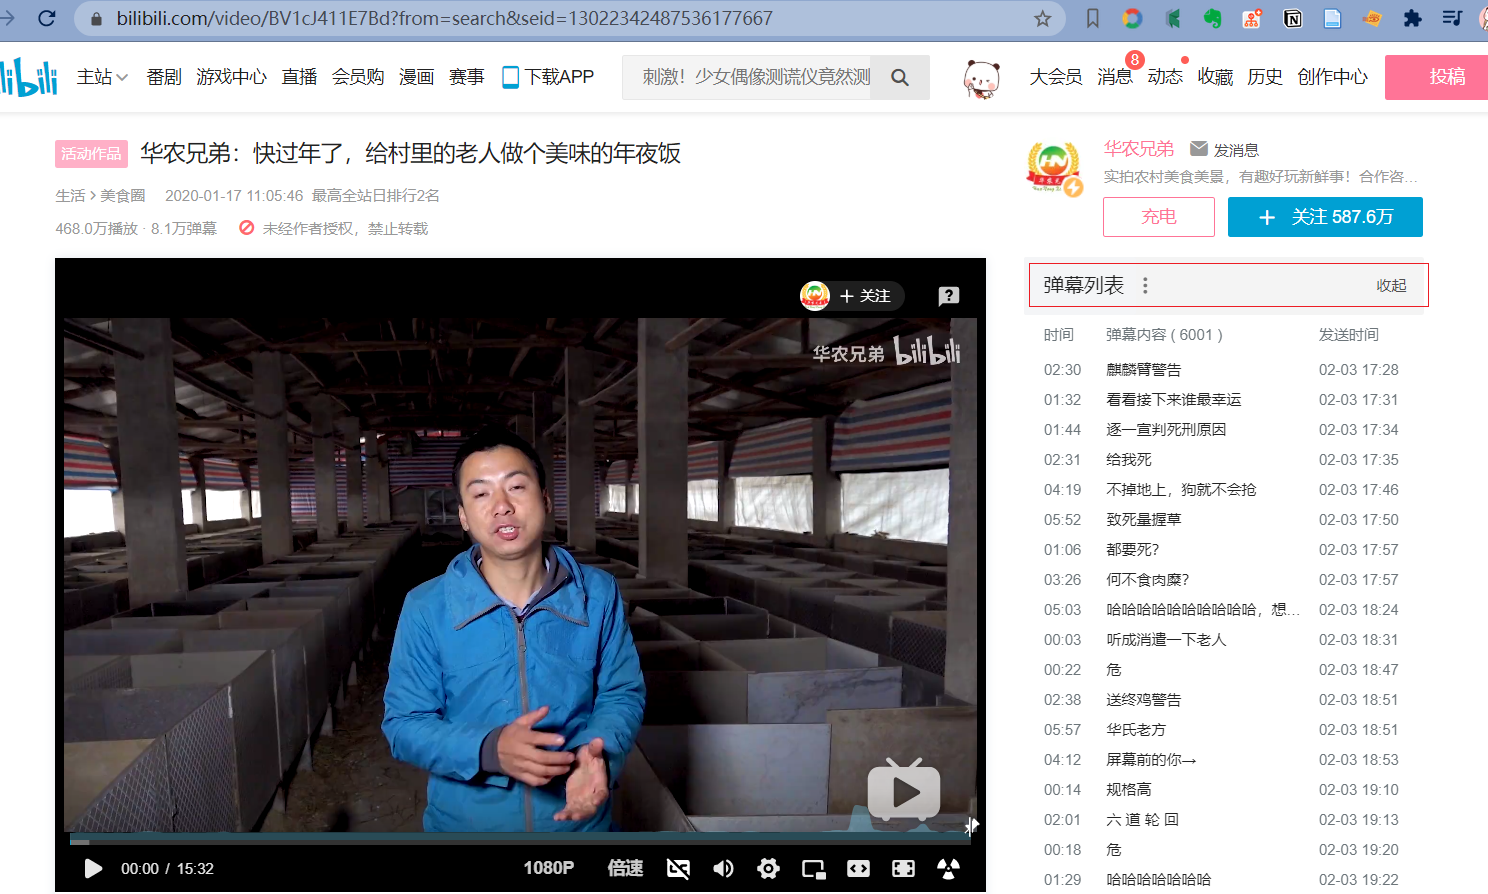 bilibili.com/video/BV1cJ411E7Bd?from=search&seid=13022342487536177667
bilibili 主站 番剧 游戏中心 直播 会员购 漫画 赛事 下载APP 刺激！少女偶像测谎仪竟然测 大会员 消息 8 动态 收藏 历史 创作中心 投稿
活动作品 华农兄弟：快过年了，给村里的老人做个美味的年夜饭
生活 > 美食圈 2020-01-17 11:05:46 最高全站日排行2名
468.0万播放 · 8.1万弹幕 未经作者授权，禁止转载
华农兄弟 发消息
实拍农村美食美景，有趣好玩新鲜事！合作咨...
充电 + 关注 587.6万
+ 关注
华农兄弟 bilibili
00:00 / 15:32 1080P 倍速
弹幕列表 收起
时间 弹幕内容 ( 6001 ) 发送时间
02:30 麒麟臂警告 02-03 17:28
01:32 看看接下来谁最幸运 02-03 17:31
01:44 逐一宣判死刑原因 02-03 17:34
02:31 给我死 02-03 17:35
04:19 不掉地上，狗就不会抢 02-03 17:46
05:52 致死量握草 02-03 17:50
01:06 都要死? 02-03 17:57
03:26 何不食肉糜? 02-03 17:57
05:03 哈哈哈哈哈哈哈哈哈哈，想... 02-03 18:24
00:03 听成消遣一下老人 02-03 18:31
00:22 危 02-03 18:47
02:38 送终鸡警告 02-03 18:51
05:57 华氏老方 02-03 18:51
04:12 屏幕前的你→ 02-03 18:53
00:14 规格高 02-03 19:10
02:01 六 道 轮 回 02-03 19:13
00:18 危 02-03 19:20
01:29 哈哈哈哈哈哈哈 02-03 19:22